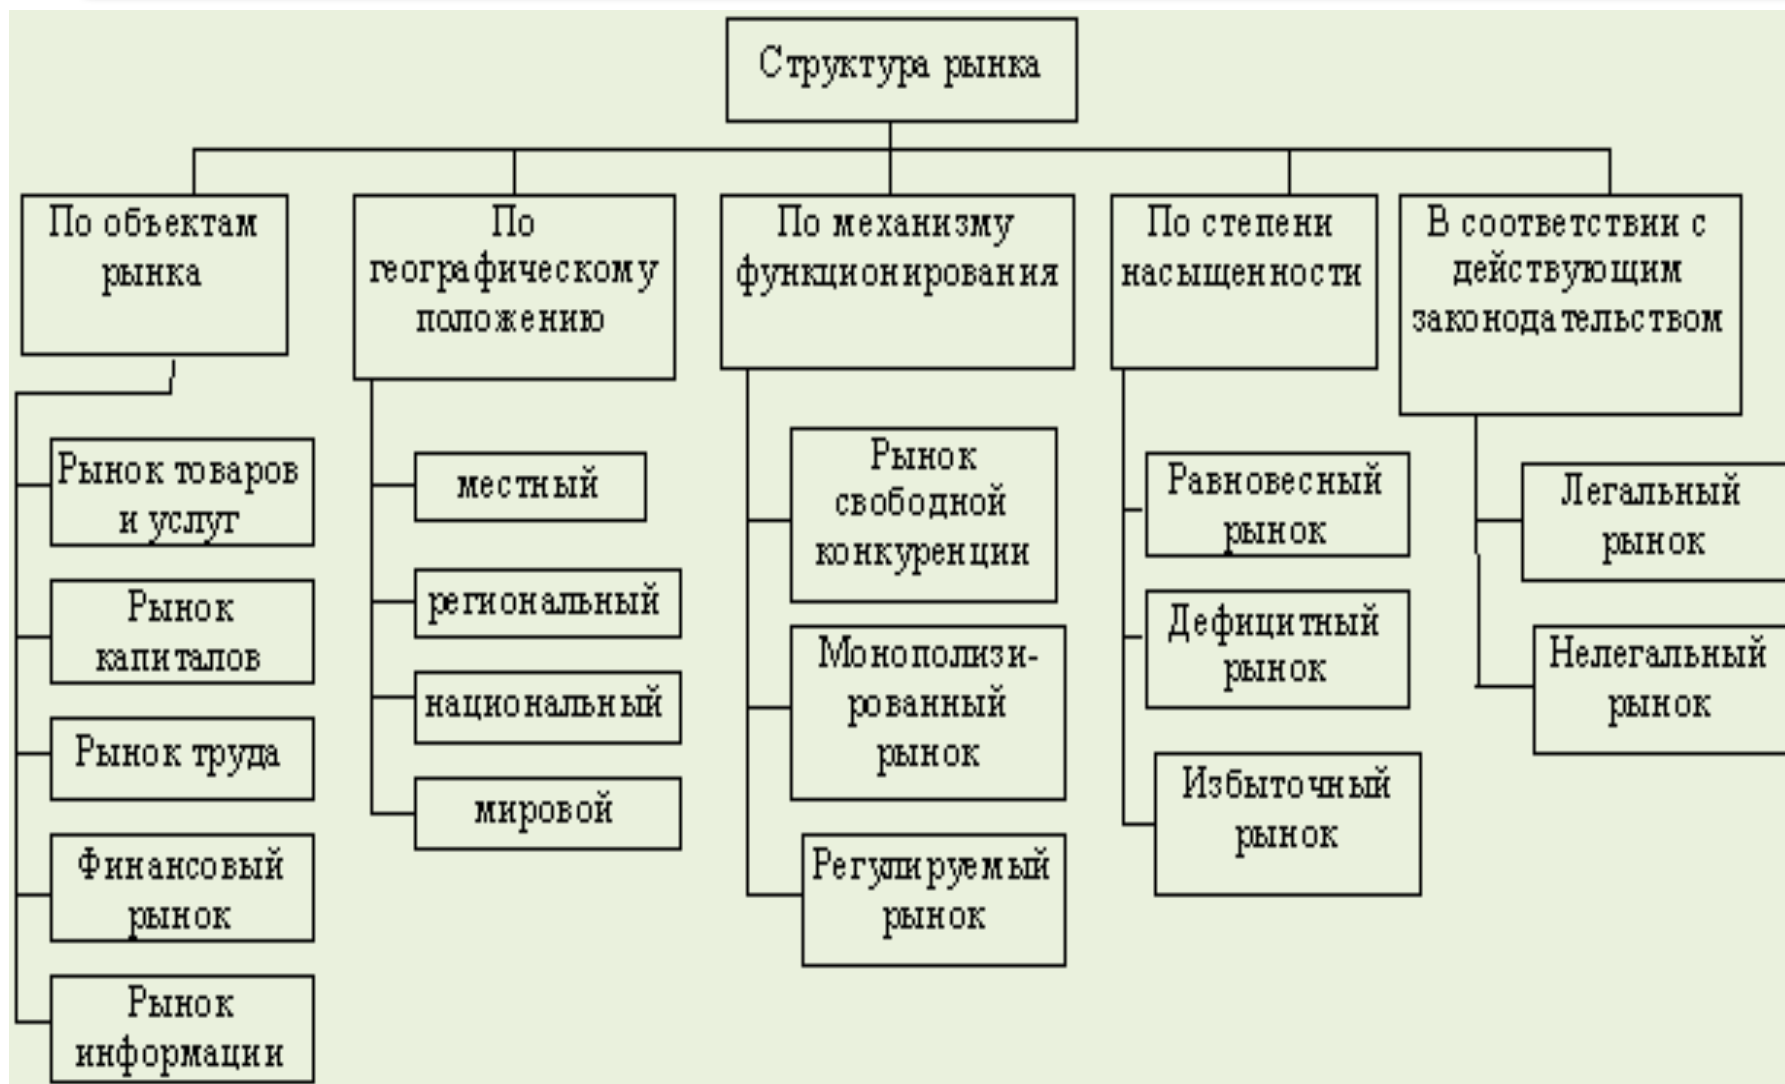 Структура рынка
По объектам
рынка
По
географическому
положению
По механизму
функционирования
По степени
насыщенности
В соответствии с
действующим
законодательством
Рынок товаров
и услуг
Рынок
капиталов
Рынок труда
Финансовый
рынок
Рынок
информации
местный
региональный
национальный
мировой
Рынок
свободной
конкуренции
Монополизи-
рованный
рынок
Регулируемый
рынок
Равновесный
рынок
Дефицитный
рынок
Избыточный
рынок
Легальный
рынок
Нелегальный
рынок